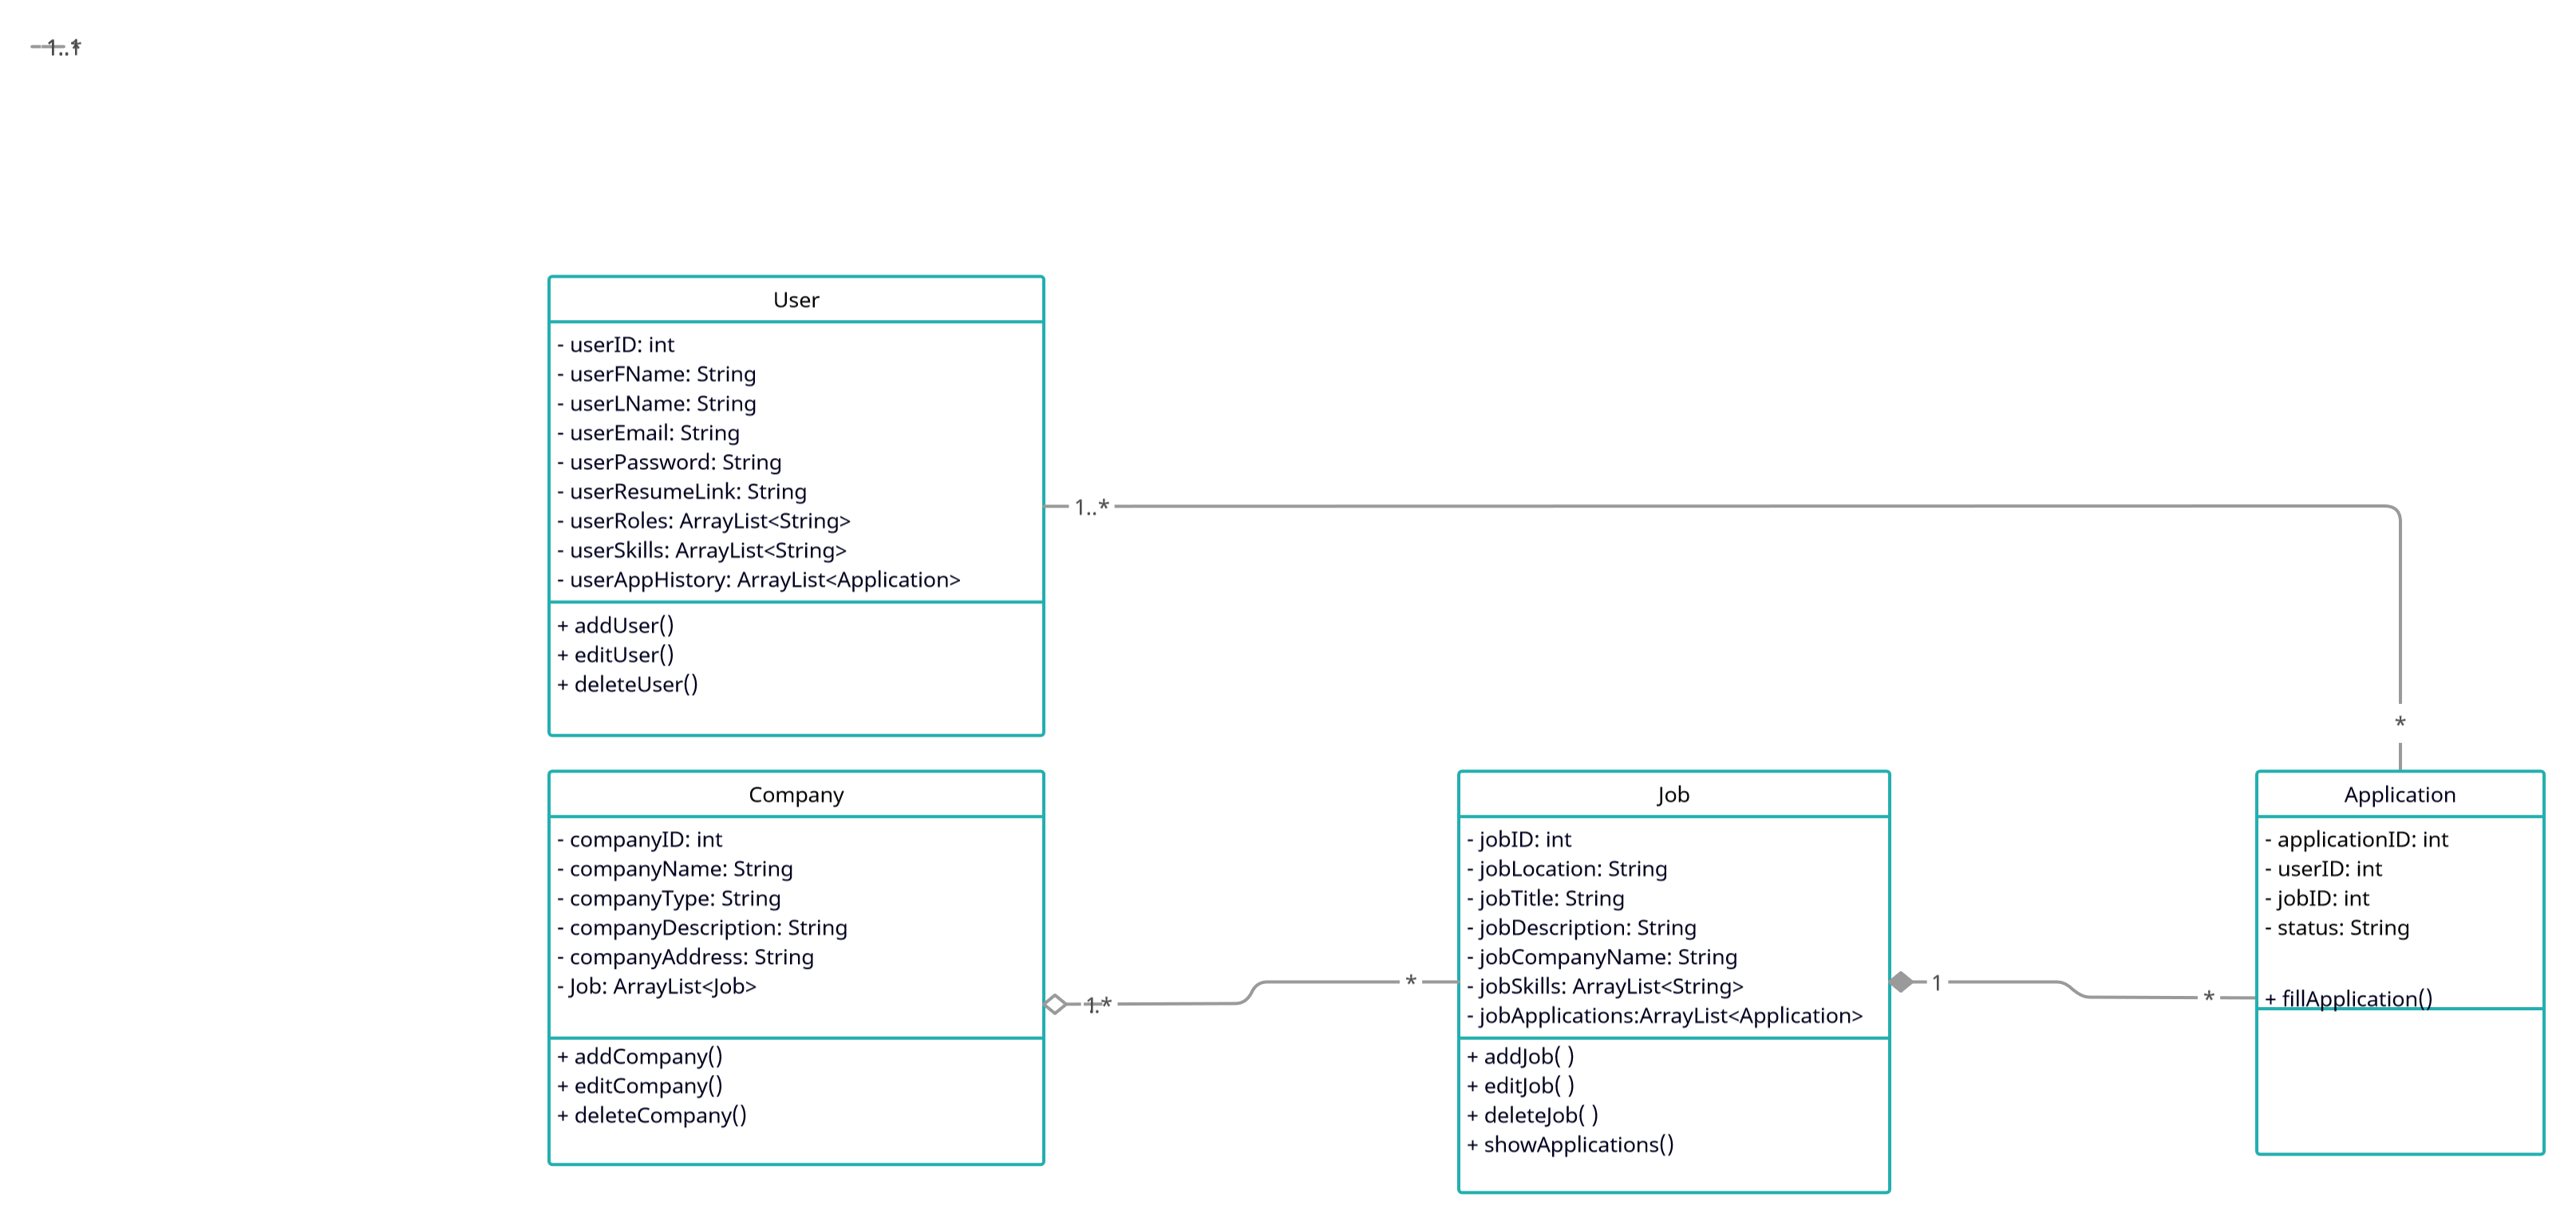 User
- userID: int
- userFName: String
- userLName: String
- userEmail: String
- userPassword: String
- userResumeLink: String
- userRoles: ArrayList<String>
- userSkills: ArrayList<String>
- userAppHistory: ArrayList<Application>
+ addUser()
+ editUser()
+ deleteUser()
1..*
*
Company
- companyID: int
- companyName: String
- companyType: String
- companyDescription: String
- companyAddress: String
- Job: ArrayList<Job>
+ addCompany()
+ editCompany()
+ deleteCompany()
*
Job
- jobID: int
- jobLocation: String
- jobTitle: String
- jobDescription: String
- jobCompanyName: String
- jobSkills: ArrayList<String>
- jobApplications:ArrayList<Application>
+ addJob( )
+ editJob( )
+ deleteJob( )
+ showApplications()
1
*
Application
- applicationID: int
- userID: int
- jobID: int
- status: String
+ fillApplication()